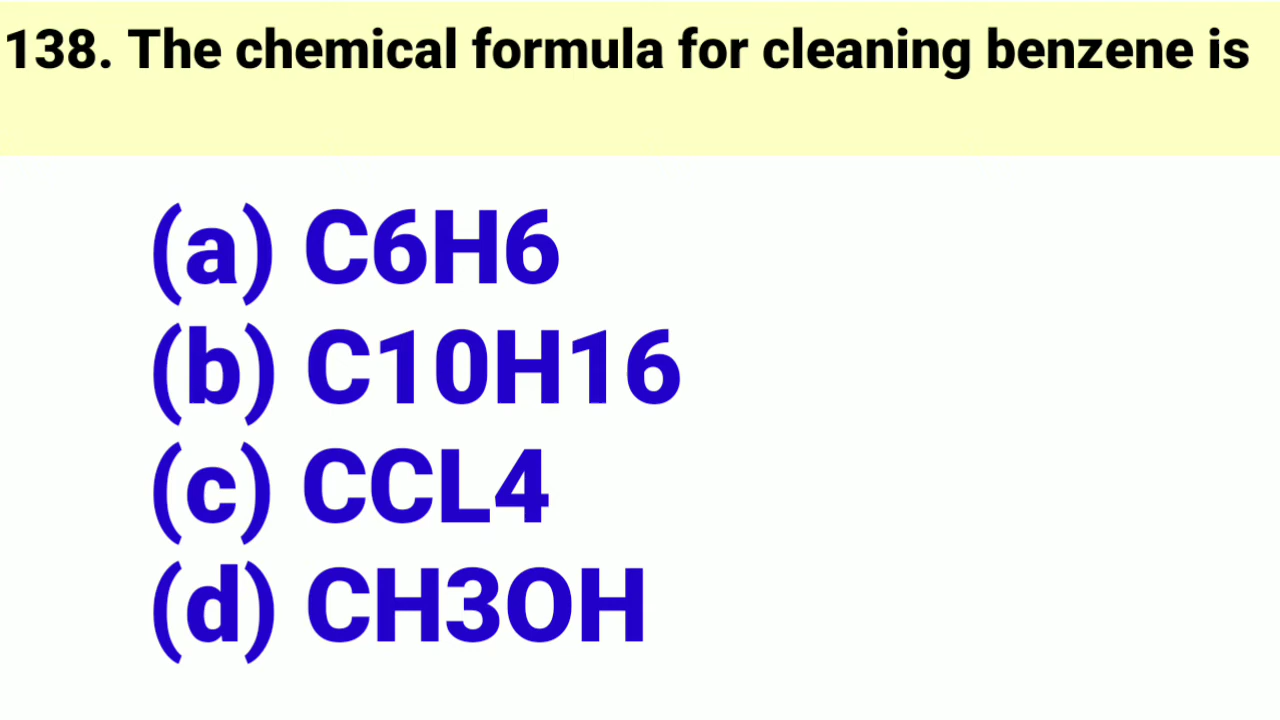 138. The chemical formula for cleaning benzene is
(a) C6H6
(b) C10H16
(c) CCL4
(d) CH3OH